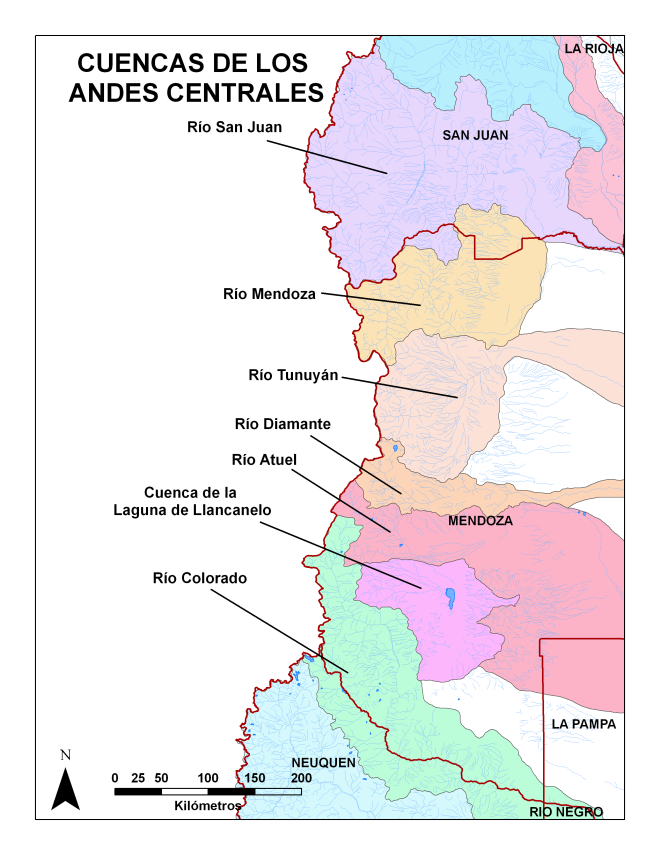 CUENCAS DE LOS
ANDES CENTRALES
LA RIOJA
Río San Juan
SAN JUAN
Río Mendoza
Río Tunuyán
Río Diamante
Río Atuel
Cuenca de la
Laguna de Llancanelo
MENDOZA
Río Colorado
LA PAMPA
N
NEUQUEN
0 25 50 100 150 200
Kilómetros
RIO NEGRO